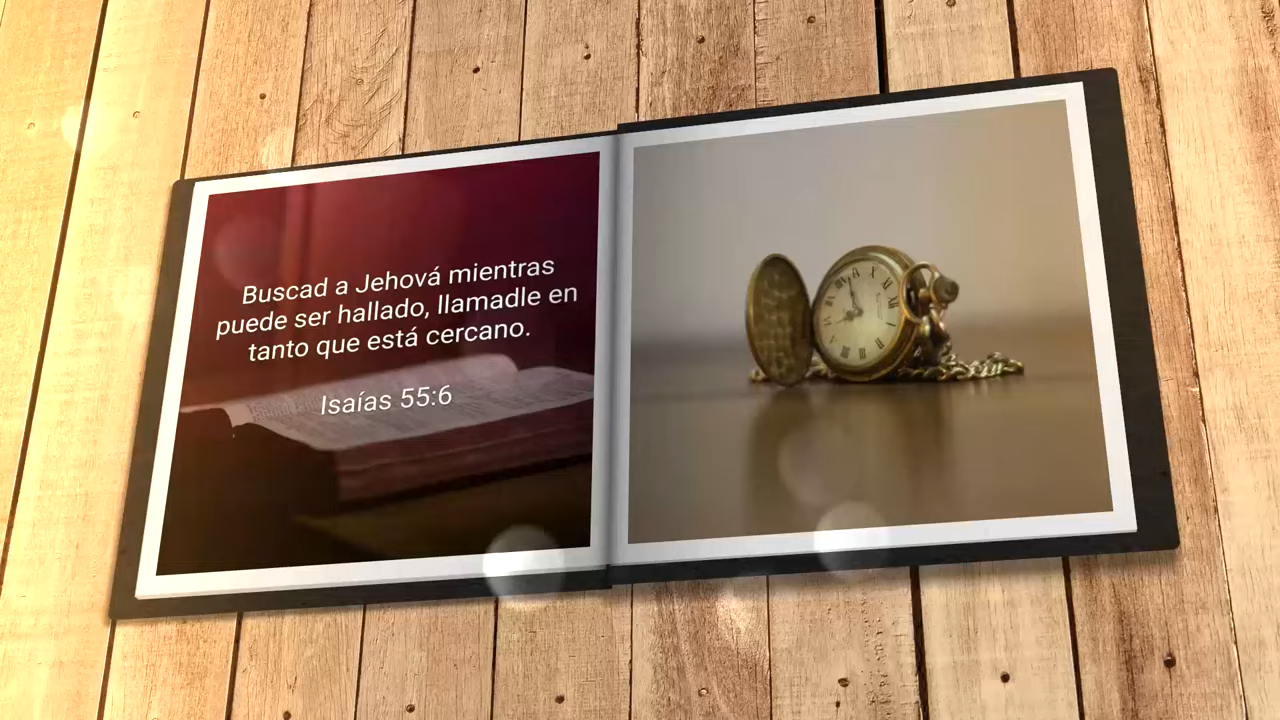 Buscad a Jehová mientras
puede ser hallado, llamadle en
tanto que está cercano.
Isaías 55:6